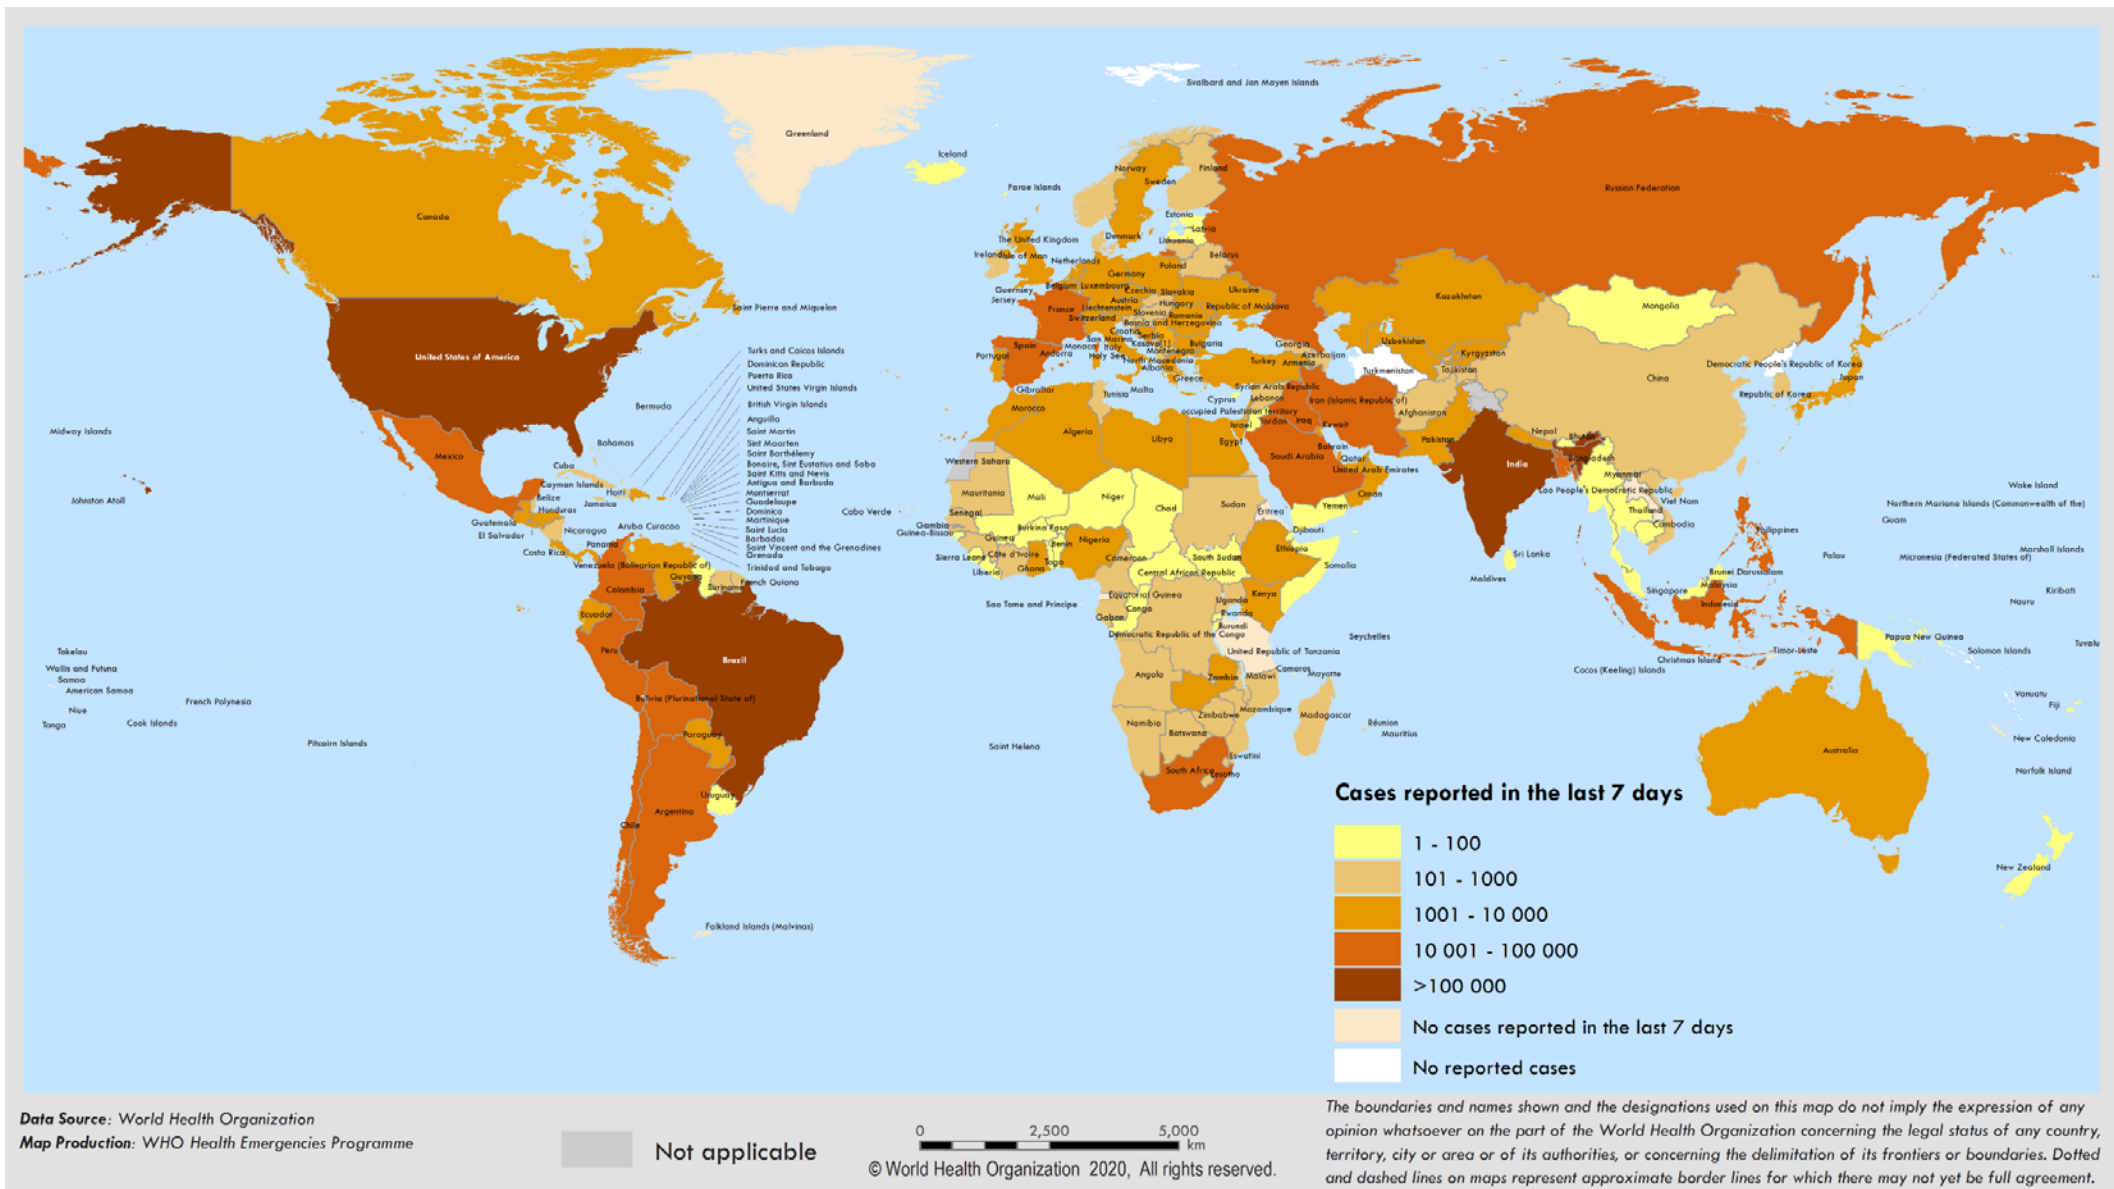 Svalbard and Jan Mayen Islands
Greenland
Iceland
Norway
Finland
Faroe Islands
Sweden
Russian Federation
Canada
Estonia
Latvia
Lithuania
Denmark
The United Kingdom
Ireland
Isle of Man
Belarus
Netherlands
Poland
Germany
Guernsey
Belgium
Luxembourg
Czechia
Slovakia
Ukraine
Jersey
Austria
Hungary
Kazakhstan
Mongolia
Saint Pierre and Miquelon
France
Liechtenstein
Republic of Moldova
Switzerland
Slovenia
Romania
Bosnia and Herzegovina
Croatia
Serbia
San Marino
Kosovo[1]
Bulgaria
Georgia
Uzbekistan
Monaco
Italy
Montenegro
Azerbaijan
Kyrgyzstan
United States of America
Portugal
Spain
Andorra
Holy See
North Macedonia
Turkey
Armenia
Turkmenistan
Tajikistan
Democratic People's Republic of Korea
Albania
Greece
China
Japan
Turks and Caicos Islands
Dominican Republic
Puerto Rico
United States Virgin Islands
British Virgin Islands
Anguilla
Saint Martin
Sint Maarten
Saint Barthélemy
Bonaire, Sint Eustatius and Saba
Saint Kitts and Nevis
Antigua and Barbuda
Montserrat
Guadeloupe
Dominica
Martinique
Saint Lucia
Barbados
Saint Vincent and the Grenadines
Grenada
Trinidad and Tobago
Gibraltar
Tunisia
Malta
Cyprus
Syrian Arab Republic
Lebanon
Iran (Islamic Republic of)
Afghanistan
Republic of Korea
Bermuda
Morocco
occupied Palestinian territory
Israel
Jordan
Iraq
Kuwait
Midway Islands
Bahamas
Algeria
Libya
Egypt
Bahrain
Pakistan
Nepal
Bhutan
Mexico
Cuba
Western Sahara
Saudi Arabia
Qatar
United Arab Emirates
India
Bangladesh
Cayman Islands
Haiti
Belize
Jamaica
Honduras
Mauritania
Mali
Niger
Sudan
Oman
Myanmar
Lao People's Democratic Republic
Viet Nam
Wake Island
Johnston Atoll
Guatemala
El Salvador
Nicaragua
Aruba
Curacao
Cabo Verde
Senegal
Gambia
Guinea-Bissau
Chad
Eritrea
Yemen
Thailand
Cambodia
Philippines
Northern Mariana Islands (Commonwealth of the)
Guam
Costa Rica
Panama
Burkina Faso
Guinea
Benin
Nigeria
Djibouti
Ethiopia
Sri Lanka
Palau
Micronesia (Federated States of)
Marshall Islands
Venezuela (Bolivarian Republic of)
Guyana
Suriname
French Guiana
Sierra Leone
Côte d'Ivoire
Liberia
Ghana
Togo
Cameroon
South Sudan
Central African Republic
Somalia
Maldives
Brunei Darussalam
Malaysia
Singapore
Indonesia
Kiribati
Nauru
Colombia
Ecuador
Sao Tome and Principe
Equatorial Guinea
Gabon
Congo
Uganda
Kenya
Rwanda
Burundi
Democratic Republic of the Congo
Seychelles
Papua New Guinea
Solomon Islands
Tuvalu
Tokelau
Wallis and Futuna
Samoa
American Samoa
Niue
Tonga
Cook Islands
French Polynesia
Pitcairn Islands
Peru
Brazil
United Republic of Tanzania
Comoros
Mayotte
Christmas Island
Timor-Leste
Cocos (Keeling) Islands
Bolivia (Plurinational State of)
Angola
Zambia
Malawi
Mozambique
Zimbabwe
Madagascar
Réunion
Mauritius
Vanuatu
Fiji
New Caledonia
Paraguay
Namibia
Botswana
Saint Helena
Eswatini
South Africa
Lesotho
Australia
Norfolk Island
Uruguay
Argentina
Chile
New Zealand
Falkland Islands (Malvinas)
Cases reported in the last 7 days
1 - 100
101 - 1000
1001 - 10 000
10 001 - 100 000
>100 000
No cases reported in the last 7 days
No reported cases
Data Source: World Health Organization
Map Production: WHO Health Emergencies Programme
Not applicable
0 2,500 5,000
km
© World Health Organization 2020, All rights reserved.
The boundaries and names shown and the designations used on this map do not imply the expression of any
opinion whatsoever on the part of the World Health Organization concerning the legal status of any country,
territory, city or area or of its authorities, or concerning the delimitation of its frontiers or boundaries. Dotted
and dashed lines on maps represent approximate border lines for which there may not yet be full agreement.